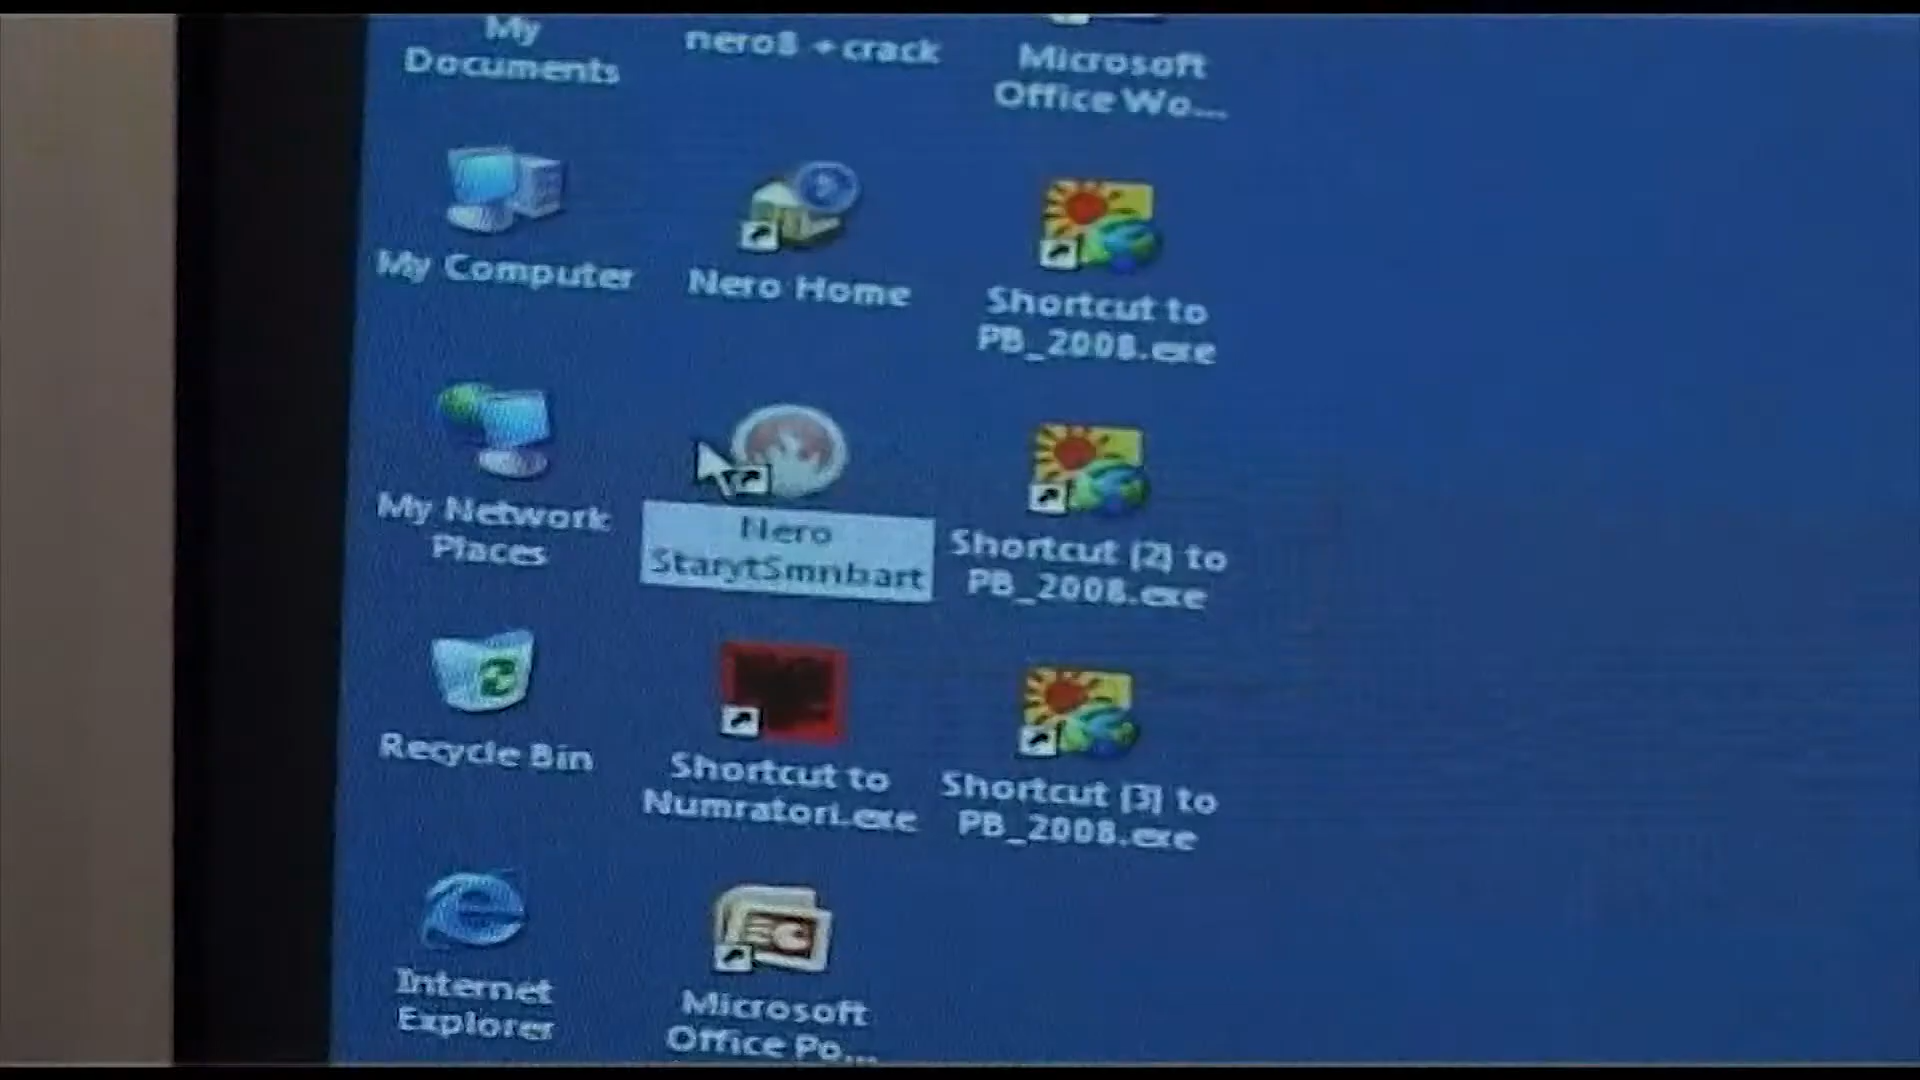 My
Documents
nero8 + crack
Microsoft
Office Wo...
My Computer
Nero Home
Shortcut to
PB_2008.exe
My Network
Places
Nero
StarytSmnbart
Shortcut (2) to
PB_2008.exe
Recycle Bin
Shortcut to
Numratori.exe
Shortcut (3) to
PB_2008.exe
Internet
Explorer
Microsoft
Office Po...